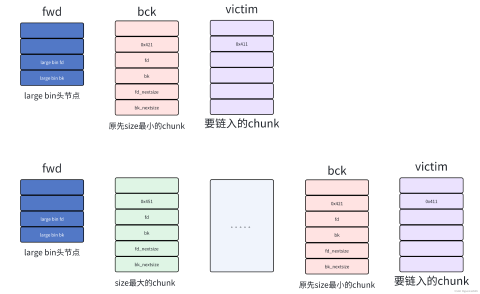 fwd
bck
victim
0x421
0x411
large bin fd
fd
large bin bk
bk
fd_nextsize
bk_nextsize
large bin头节点
原先size最小的chunk
要链入的chunk
fwd
bck
victim
0x451
0x421
0x411
large bin fd
fd
fd
large bin bk
bk
bk
fd_nextsize
fd_nextsize
bk_nextsize
bk_nextsize
.....
large bin头节点
size最大的chunk
原先size最小的chunk
要链入的chunk